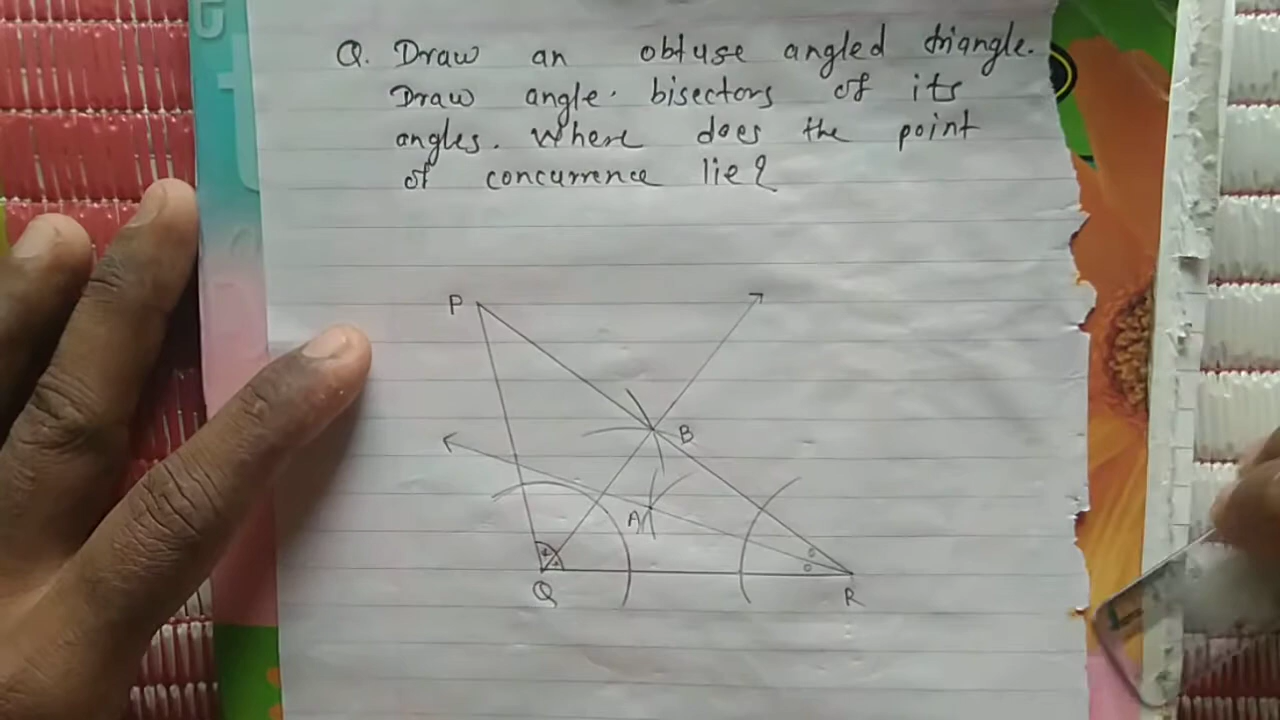 Q. Draw an obtuse angled triangle.
Draw angle bisectors of its
angles. Where does the point
of concurrence lie?
P
B
A
Q
R